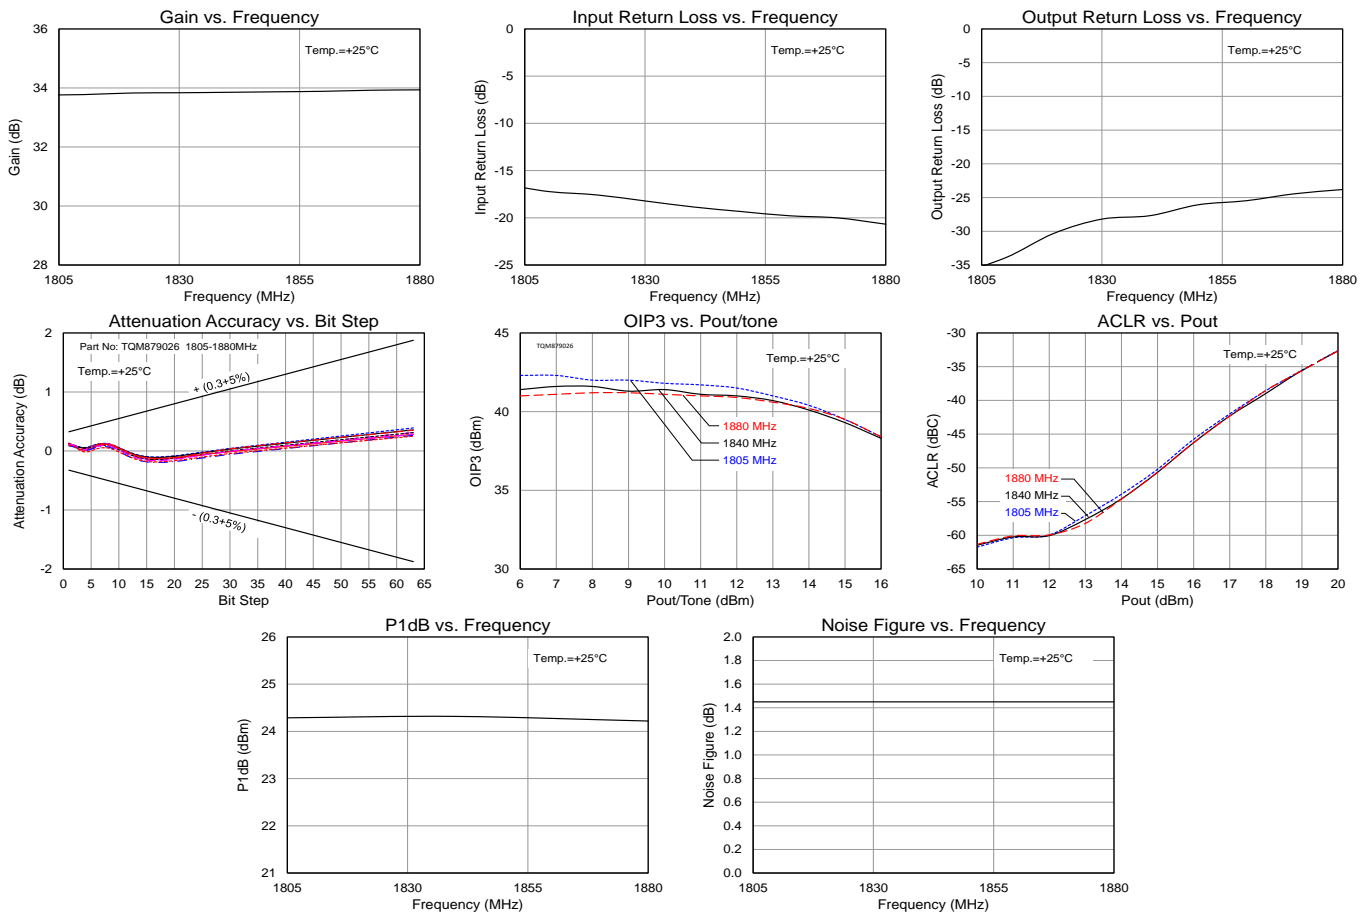 Gain vs. Frequency
36
34
32
30
28
Gain (dB)
Temp.=+25°C
1805
1830
1855
1880
Frequency (MHz)
Input Return Loss vs. Frequency
0
-5
-10
-15
-20
-25
Input Return Loss (dB)
Temp.=+25°C
1805
1830
1855
1880
Frequency (MHz)
Output Return Loss vs. Frequency
0
-5
-10
-15
-20
-25
-30
-35
Output Return Loss (dB)
Temp.=+25°C
1805
1830
1855
1880
Frequency (MHz)
Attenuation Accuracy vs. Bit Step
2
1
0
-1
-2
Attenuation Accuracy (dB)
Part No: TQM879026 1805-1880MHz
Temp.=+25°C
+ (0.3+5%)
- (0.3+5%)
0
5
10
15
20
25
30
35
40
45
50
55
60
65
Bit Step
OIP3 vs. Pout/tone
45
40
35
30
OIP3 (dBm)
TQM879026
Temp.=+25°C
1880 MHz
1840 MHz
1805 MHz
6
7
8
9
10
11
12
13
14
15
16
Pout/Tone (dBm)
ACLR vs. Pout
-30
-35
-40
-45
-50
-55
-60
-65
ACLR (dBC)
Temp.=+25°C
1880 MHz
1840 MHz
1805 MHz
10
11
12
13
14
15
16
17
18
19
20
Pout (dBm)
P1dB vs. Frequency
26
25
24
23
22
21
P1dB (dBm)
Temp.=+25°C
1805
1830
1855
1880
Frequency (MHz)
Noise Figure vs. Frequency
2.0
1.8
1.6
1.4
1.2
1.0
0.8
0.6
0.4
0.2
0.0
Noise Figure (dB)
Temp.=+25°C
1805
1830
1855
1880
Frequency (MHz)